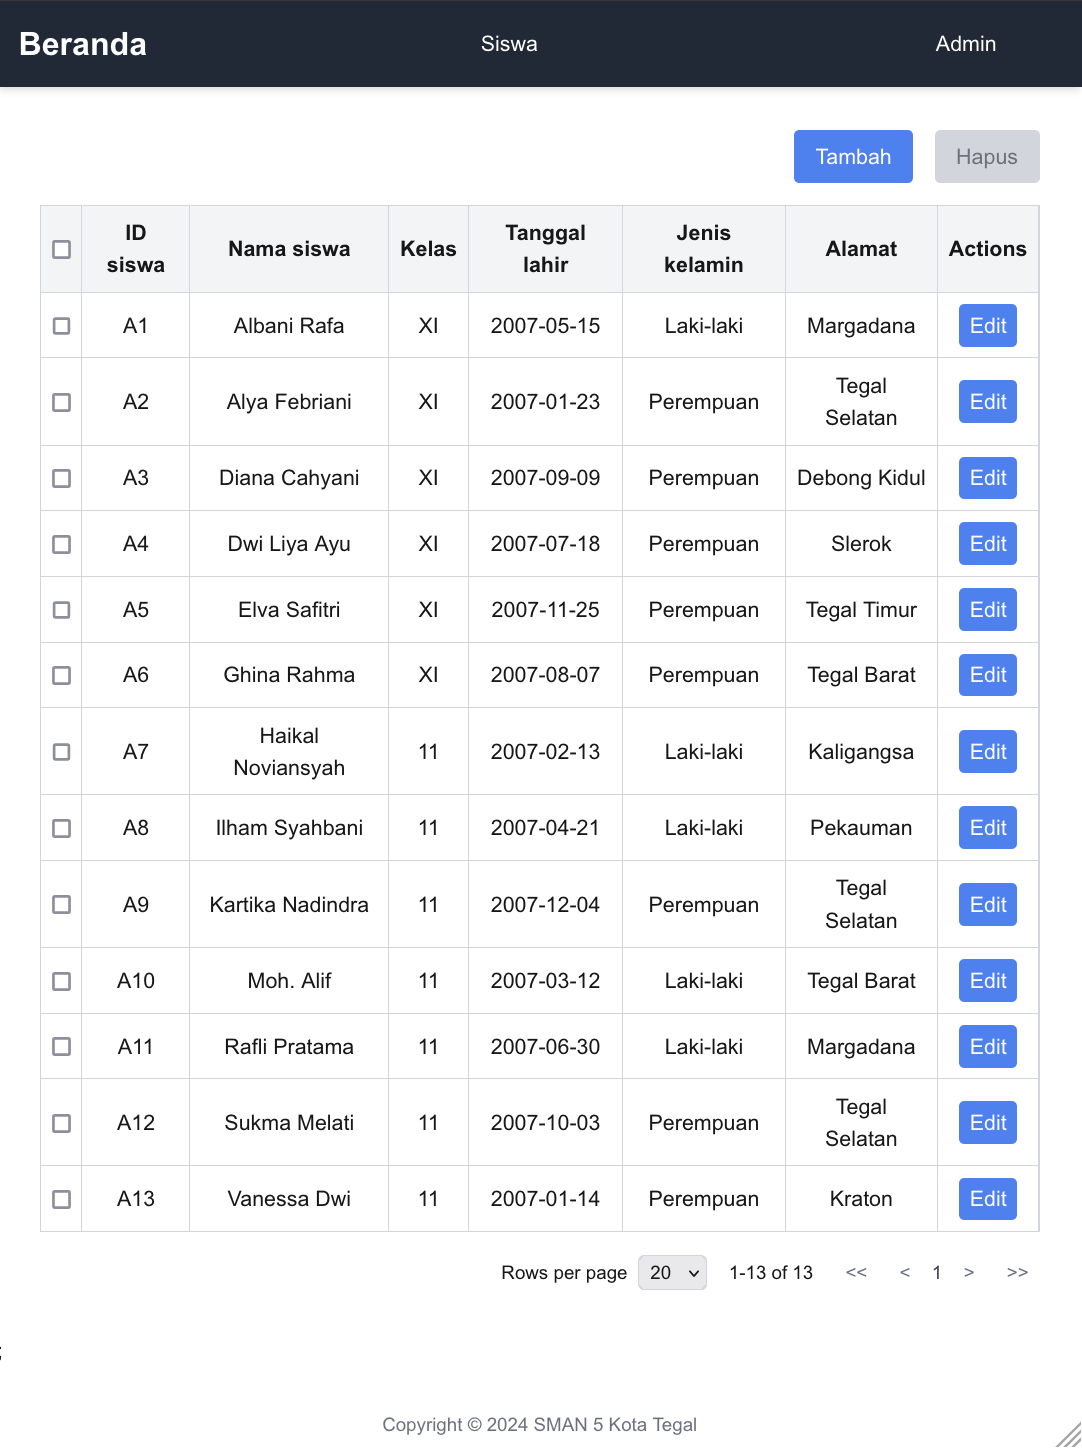 Beranda Siswa Admin
Tambah Hapus
ID siswa Nama siswa Kelas Tanggal lahir Jenis kelamin Alamat Actions
A1 Albani Rafa XI 2007-05-15 Laki-laki Margadana Edit
A2 Alya Febriani XI 2007-01-23 Perempuan Tegal Selatan Edit
A3 Diana Cahyani XI 2007-09-09 Perempuan Debong Kidul Edit
A4 Dwi Liya Ayu XI 2007-07-18 Perempuan Slerok Edit
A5 Elva Safitri XI 2007-11-25 Perempuan Tegal Timur Edit
A6 Ghina Rahma XI 2007-08-07 Perempuan Tegal Barat Edit
A7 Haikal Noviansyah 11 2007-02-13 Laki-laki Kaligangsa Edit
A8 Ilham Syahbani 11 2007-04-21 Laki-laki Pekauman Edit
A9 Kartika Nadindra 11 2007-12-04 Perempuan Tegal Selatan Edit
A10 Moh. Alif 11 2007-03-12 Laki-laki Tegal Barat Edit
A11 Rafli Pratama 11 2007-06-30 Laki-laki Margadana Edit
A12 Sukma Melati 11 2007-10-03 Perempuan Tegal Selatan Edit
A13 Vanessa Dwi 11 2007-01-14 Perempuan Kraton Edit
Rows per page 20 1-13 of 13 << < 1 > >>
;
Copyright © 2024 SMAN 5 Kota Tegal